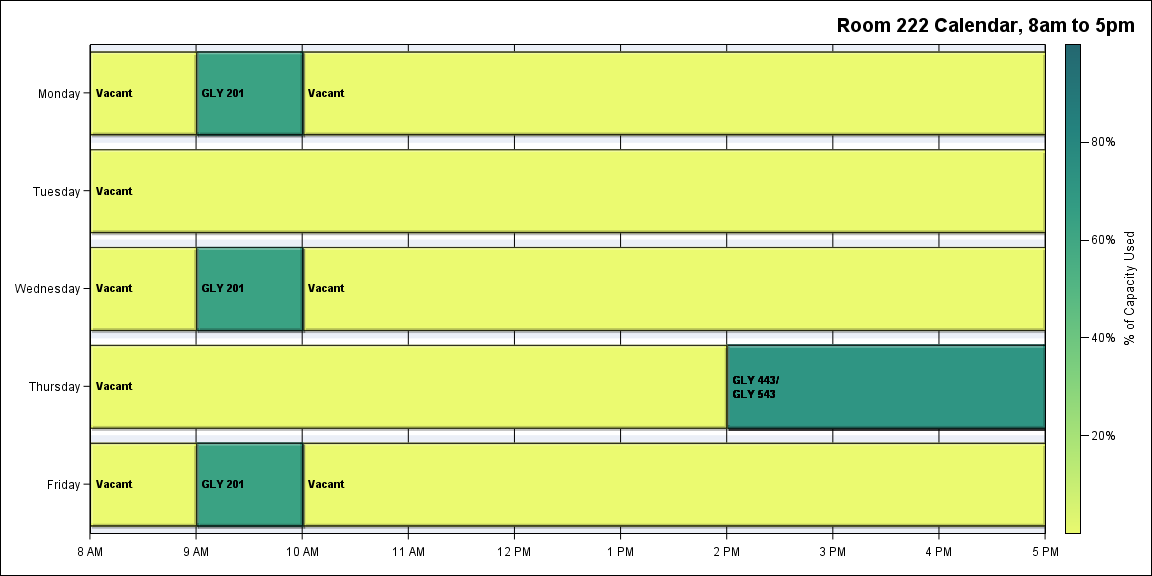 Room 222 Calendar, 8am to 5pm
Monday
Vacant
GLY 201
Vacant
Tuesday
Vacant
Wednesday
Vacant
GLY 201
Vacant
Thursday
Vacant
GLY 443/
GLY 543
Friday
Vacant
GLY 201
Vacant
8 AM
9 AM
10 AM
11 AM
12 PM
1 PM
2 PM
3 PM
4 PM
5 PM
80%
60%
40%
20%
% of Capacity Used